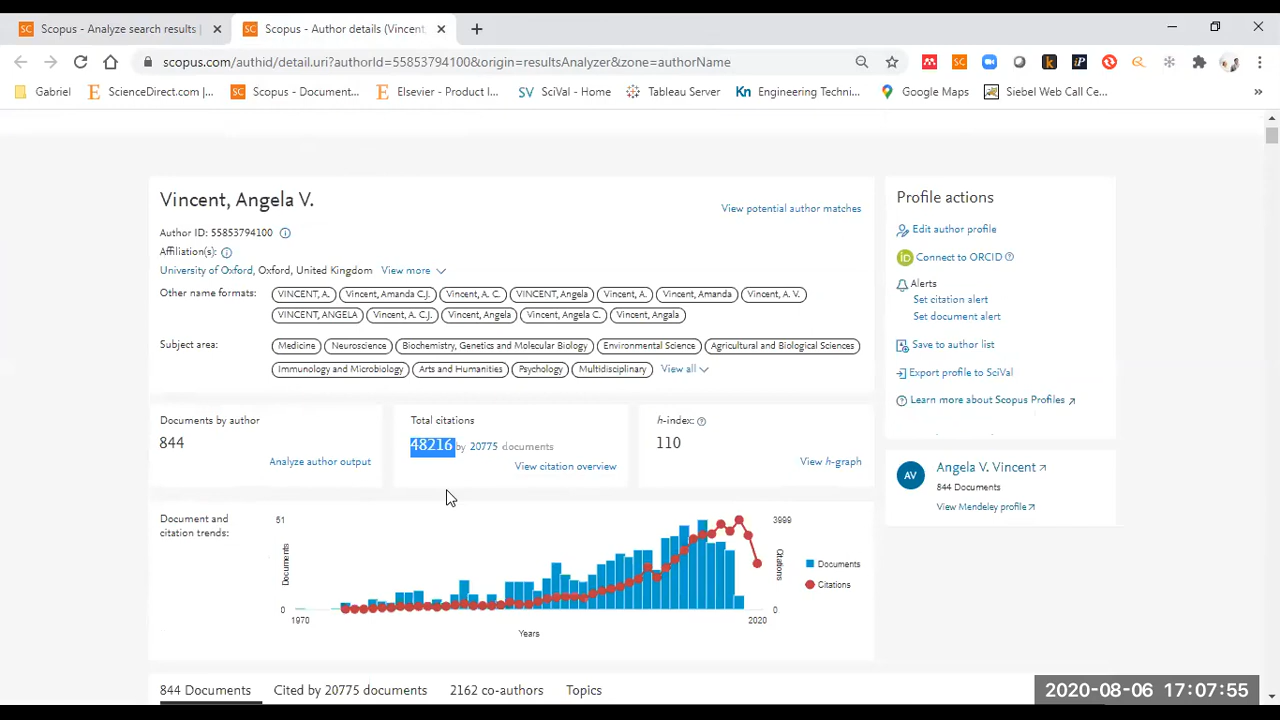 Scopus - Analyze search results |
Scopus - Author details (Vincent,
scopus.com/authid/detail.uri?authorId=55853794100&origin=resultsAnalyzer&zone=authorName
Gabriel
ScienceDirect.com |...
Scopus - Document...
Elsevier - Product I...
SciVal - Home
Tableau Server
Engineering Techni...
Google Maps
Siebel Web Call Ce...
»
Vincent, Angela V.
View potential author matches
Author ID: 55853794100
Affiliation(s):
University of Oxford, Oxford, United Kingdom View more
Other name formats: VINCENT, A. Vincent, Amanda C.J. Vincent, A. C. VINCENT, Angela Vincent, A. Vincent, Amanda Vincent, A. V.
VINCENT, ANGELA Vincent, A. C.J. Vincent, Angela Vincent, Angela C. Vincent, Angala
Subject area: Medicine Neuroscience Biochemistry, Genetics and Molecular Biology Environmental Science Agricultural and Biological Sciences
Immunology and Microbiology Arts and Humanities Psychology Multidisciplinary View all
Documents by author
844
Analyze author output
Total citations
48216 by 20775 documents
View citation overview
h-index:
110
View h-graph
Document and
citation trends:
51
Documents
0
1970
Years
2020
3999
Citations
0
Documents
Citations
844 Documents Cited by 20775 documents 2162 co-authors Topics
Profile actions
Edit author profile
Connect to ORCID
Alerts
Set citation alert
Set document alert
Save to author list
Export profile to SciVal
Learn more about Scopus Profiles
AV
Angela V. Vincent
844 Documents
View Mendeley profile
2020-08-06 17:07:55